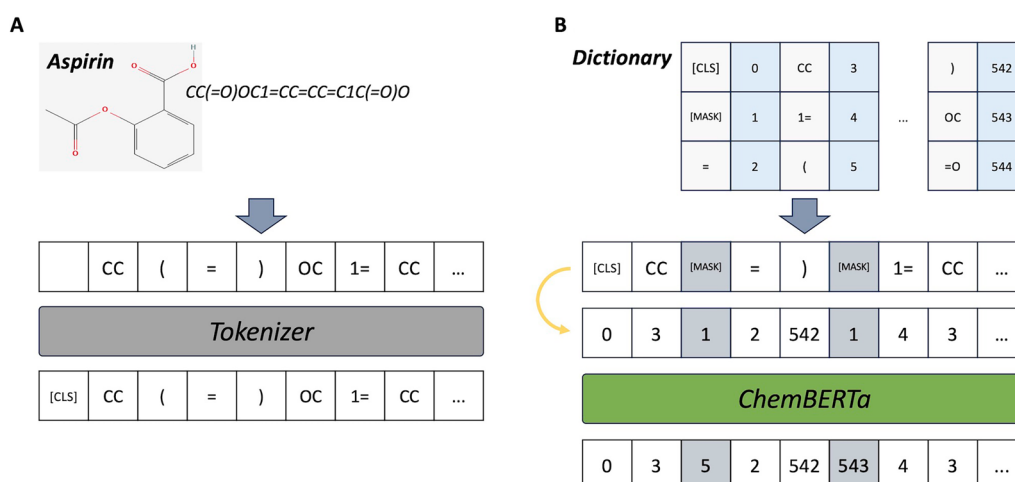 A
Aspirin
H
O
O
O
O
CC(=O)OC1=CC=CC=C1C(=O)O
CC ( = ) OC 1= CC ...
Tokenizer
[CLS] CC ( = ) OC 1= CC ...
B
Dictionary
[CLS] 0 CC 3 ) 542
[MASK] 1 1= 4 ... OC 543
= 2 ( 5 =O 544
[CLS] CC [MASK] = ) [MASK] 1= CC ...
0 3 1 2 542 1 4 3 ...
ChemBERTa
0 3 5 2 542 543 4 3 ...